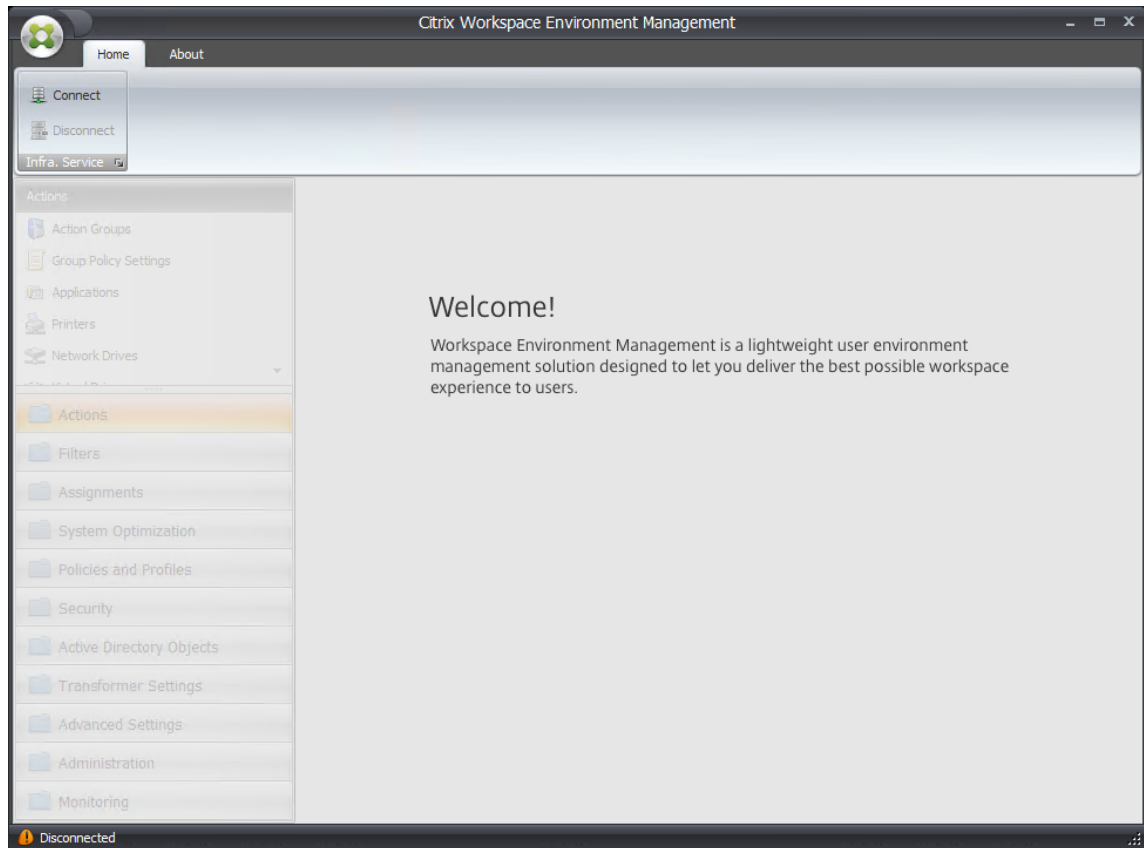 Citrix Workspace Environment Management
Home
About
Connect
Disconnect
Infra. Service
Actions
Action Groups
Group Policy Settings
Applications
Printers
Network Drives
Actions
Filters
Assignments
System Optimization
Policies and Profiles
Security
Active Directory Objects
Transformer Settings
Advanced Settings
Administration
Monitoring
Welcome!
Workspace Environment Management is a lightweight user environment
management solution designed to let you deliver the best possible workspace
experience to users.
Disconnected